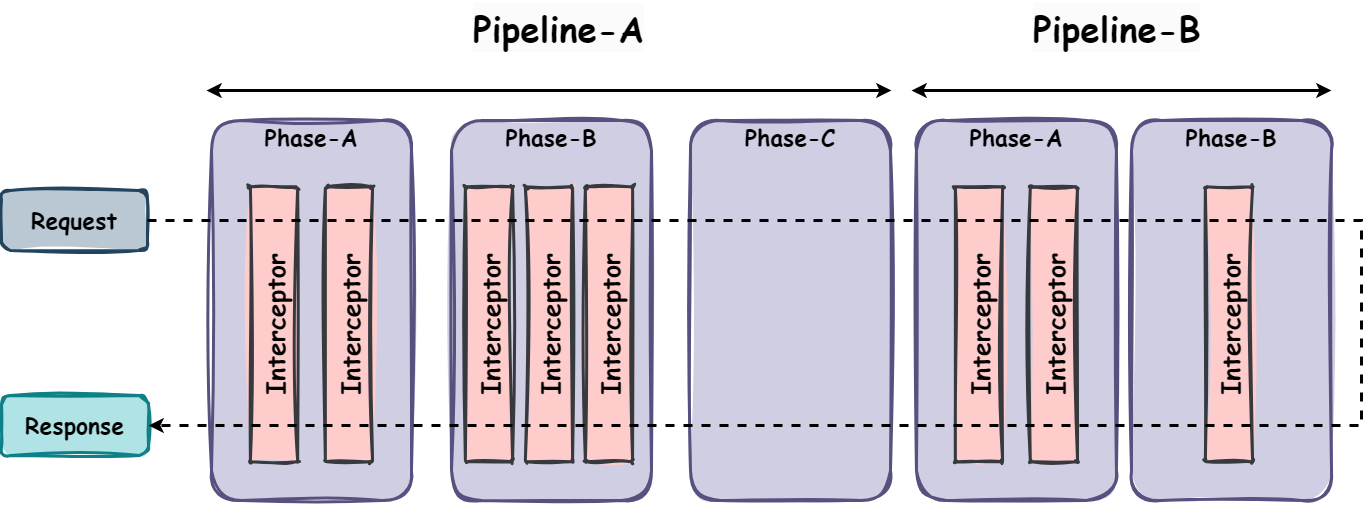 Pipeline-A
Pipeline-B
Phase-A
Phase-B
Phase-C
Phase-A
Phase-B
Request
Interceptor
Interceptor
Interceptor
Interceptor
Interceptor
Interceptor
Interceptor
Interceptor
Response